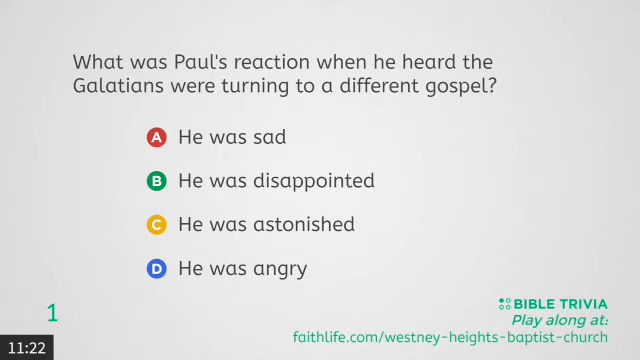 What was Paul's reaction when he heard the
Galatians were turning to a different gospel?
A He was sad
B He was disappointed
C He was astonished
D He was angry
1
BIBLE TRIVIA
Play along at:
faithlife.com/westney-heights-baptist-church
11:22